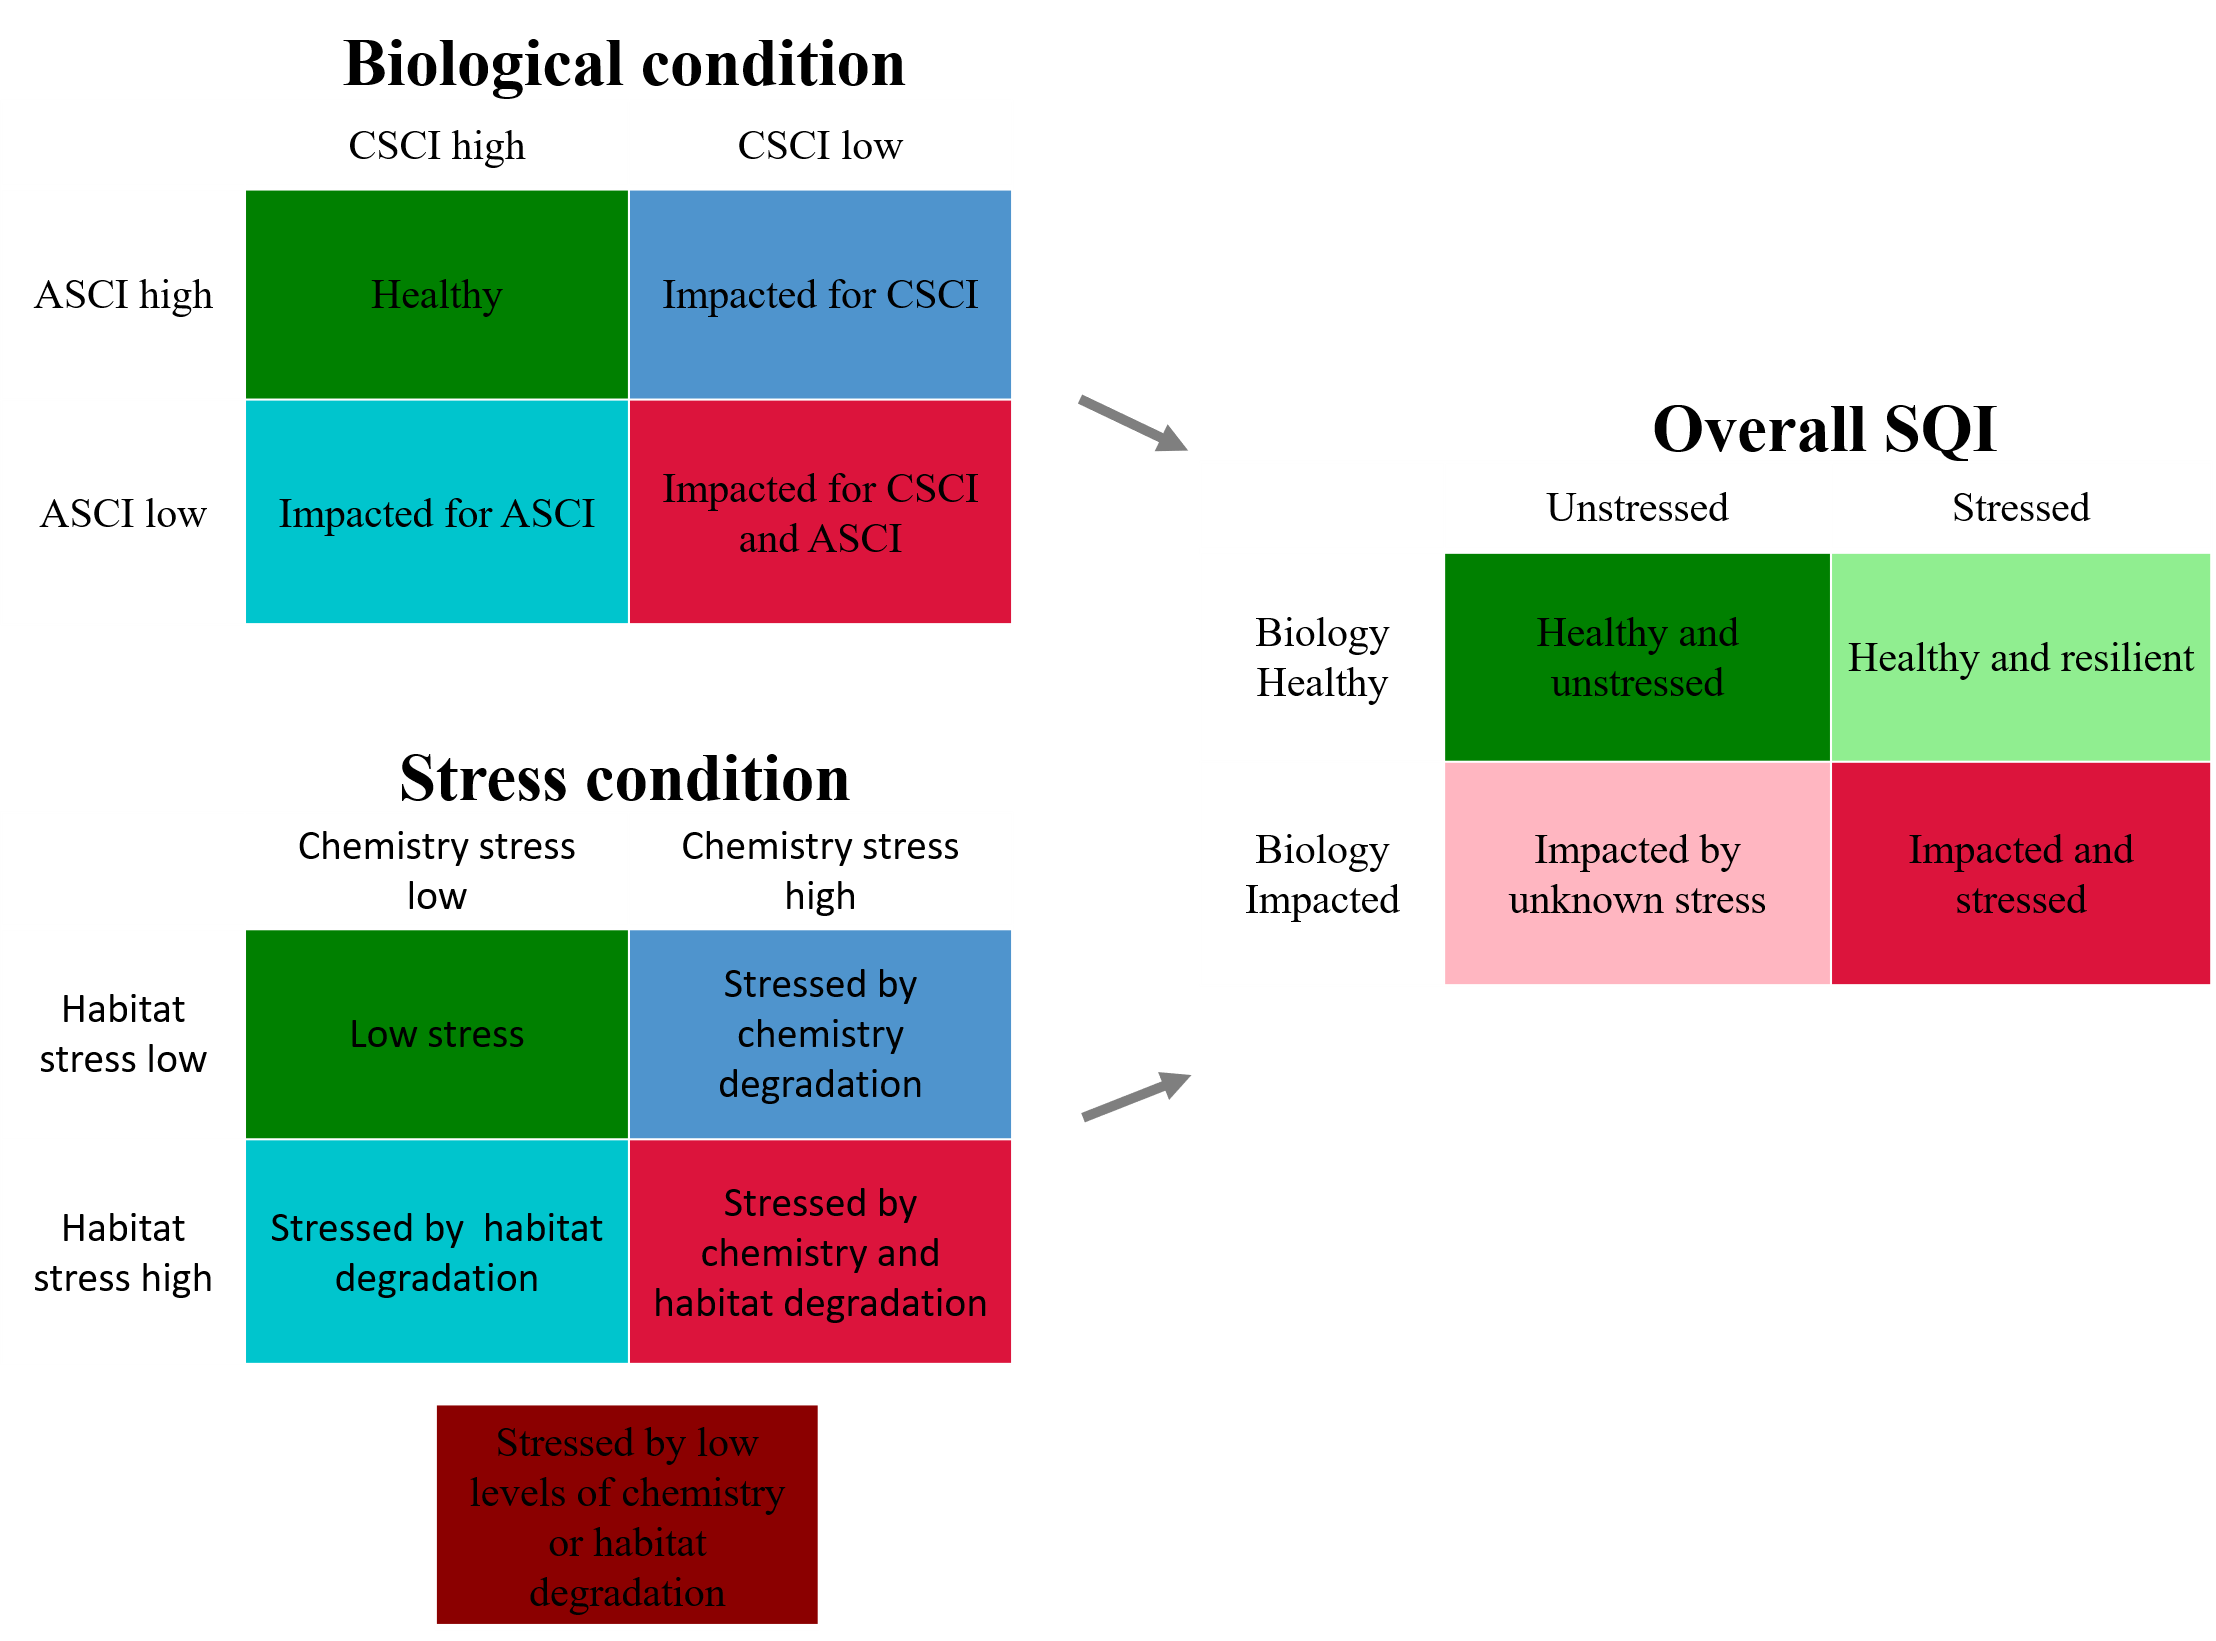 Biological condition
CSCI high
CSCI low
ASCI high
Healthy
Impacted for CSCI
ASCI low
Impacted for ASCI
Impacted for CSCI
and ASCI
Stress condition
Chemistry stress
low
Chemistry stress
high
Habitat
stress low
Low stress
Stressed by
chemistry
degradation
Habitat
stress high
Stressed by  habitat
degradation
Stressed by
chemistry and
habitat degradation
Stressed by low
levels of chemistry
or habitat
degradation
Overall SQI
Unstressed
Stressed
Biology
Healthy
Healthy and
unstressed
Healthy and resilient
Biology
Impacted
Impacted by
unknown stress
Impacted and
stressed